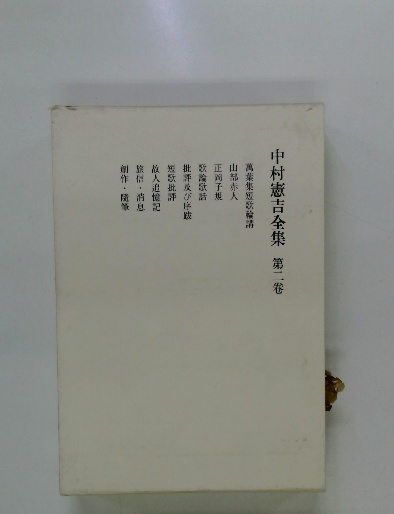 中村憲吉全集 第二卷
萬葉集短歌輪講
山部赤人
正岡子規
歌論歌話
批評及び序跋
短歌批評
故人追憶記
旅信・消息
創作・隨筆